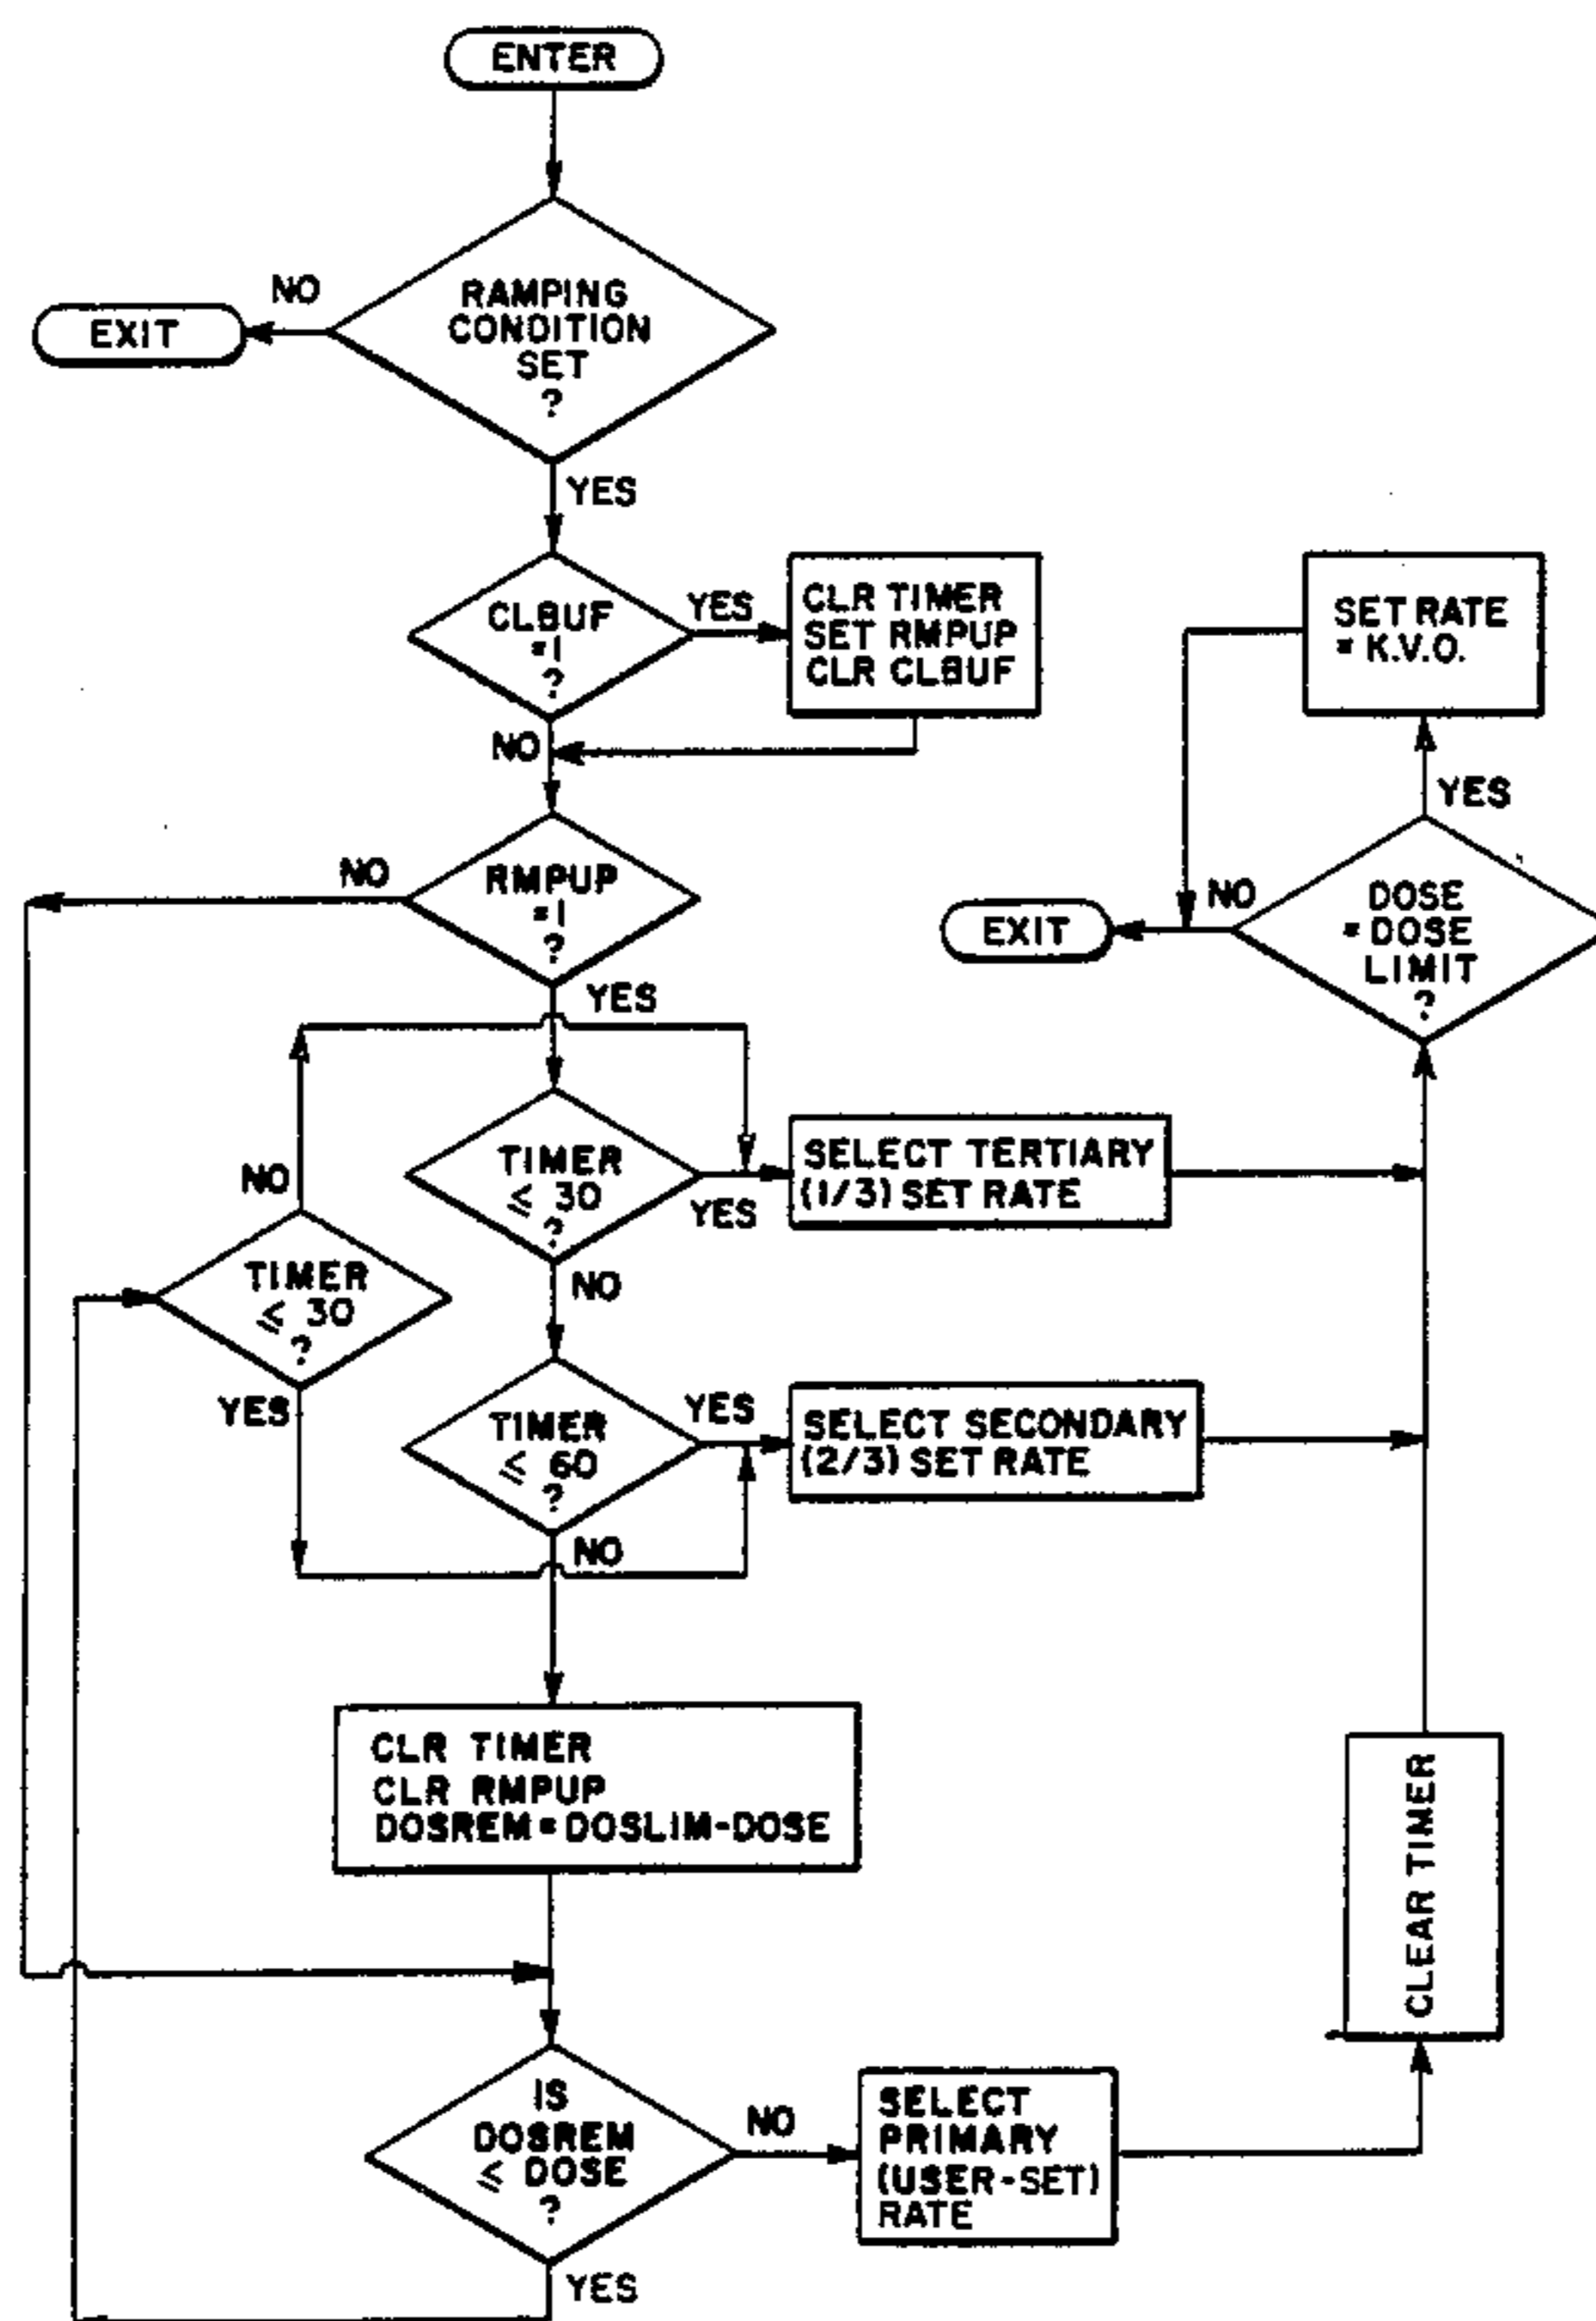 ENTER
RAMPING
CONDITION
SET
?
NO
EXIT
YES
CLBUF
=1
?
YES
CLR TIMER
SET RMPUP
CLR CLBUF
NO
SET RATE
= K.V.O.
YES
RMPUP
=1
?
NO
YES
DOSE
= DOSE
LIMIT
?
NO
EXIT
TIMER
≤ 30
?
YES
SELECT TERTIARY
(1/3) SET RATE
NO
NO
TIMER
≤ 30
?
YES
TIMER
≤ 60
?
YES
SELECT SECONDARY
(2/3) SET RATE
NO
CLR TIMER
CLR RMPUP
DOSREM = DOSLIM-DOSE
CLEAR TIMER
IS
DOSREM
≤ DOSE
?
NO
SELECT
PRIMARY
(USER-SET)
RATE
YES